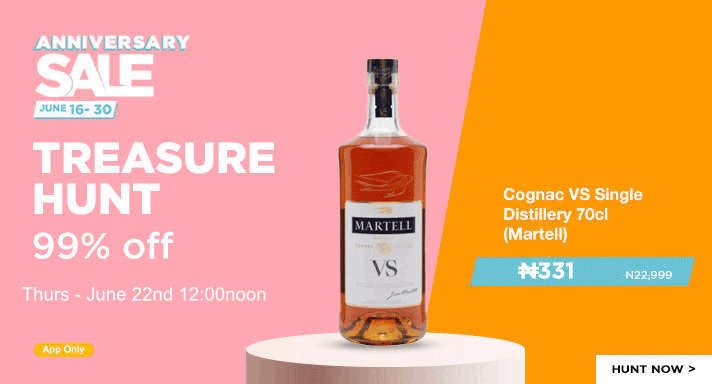 ANNIVERSARY
SALE
JUNE 16- 30
TREASURE
HUNT
99% off
Thurs - June 22nd 12:00noon
App Only
MARTELL
VS
Cognac VS Single
Distillery 70cl
(Martell)
₦331
N22,999
HUNT NOW >